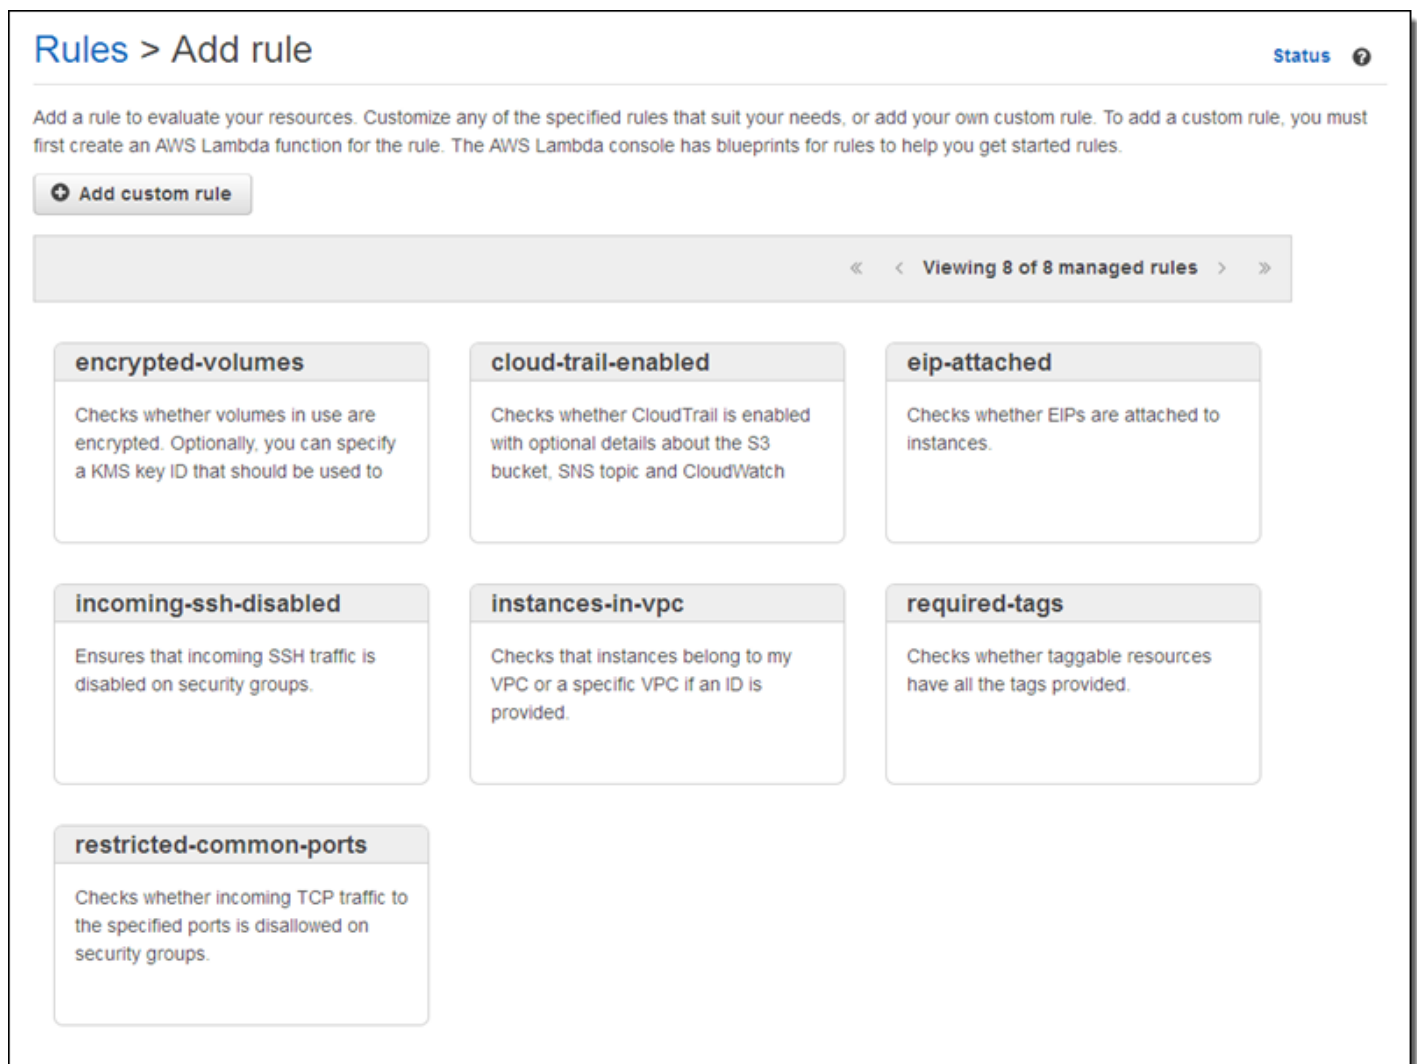 Rules > Add rule
Status
Add a rule to evaluate your resources. Customize any of the specified rules that suit your needs, or add your own custom rule. To add a custom rule, you must
first create an AWS Lambda function for the rule. The AWS Lambda console has blueprints for rules to help you get started rules.
Add custom rule
« < Viewing 8 of 8 managed rules > »
encrypted-volumes
Checks whether volumes in use are
encrypted. Optionally, you can specify
a KMS key ID that should be used to
cloud-trail-enabled
Checks whether CloudTrail is enabled
with optional details about the S3
bucket, SNS topic and CloudWatch
eip-attached
Checks whether EIPs are attached to
instances.
incoming-ssh-disabled
Ensures that incoming SSH traffic is
disabled on security groups.
instances-in-vpc
Checks that instances belong to my
VPC or a specific VPC if an ID is
provided.
required-tags
Checks whether taggable resources
have all the tags provided.
restricted-common-ports
Checks whether incoming TCP traffic to
the specified ports is disallowed on
security groups.